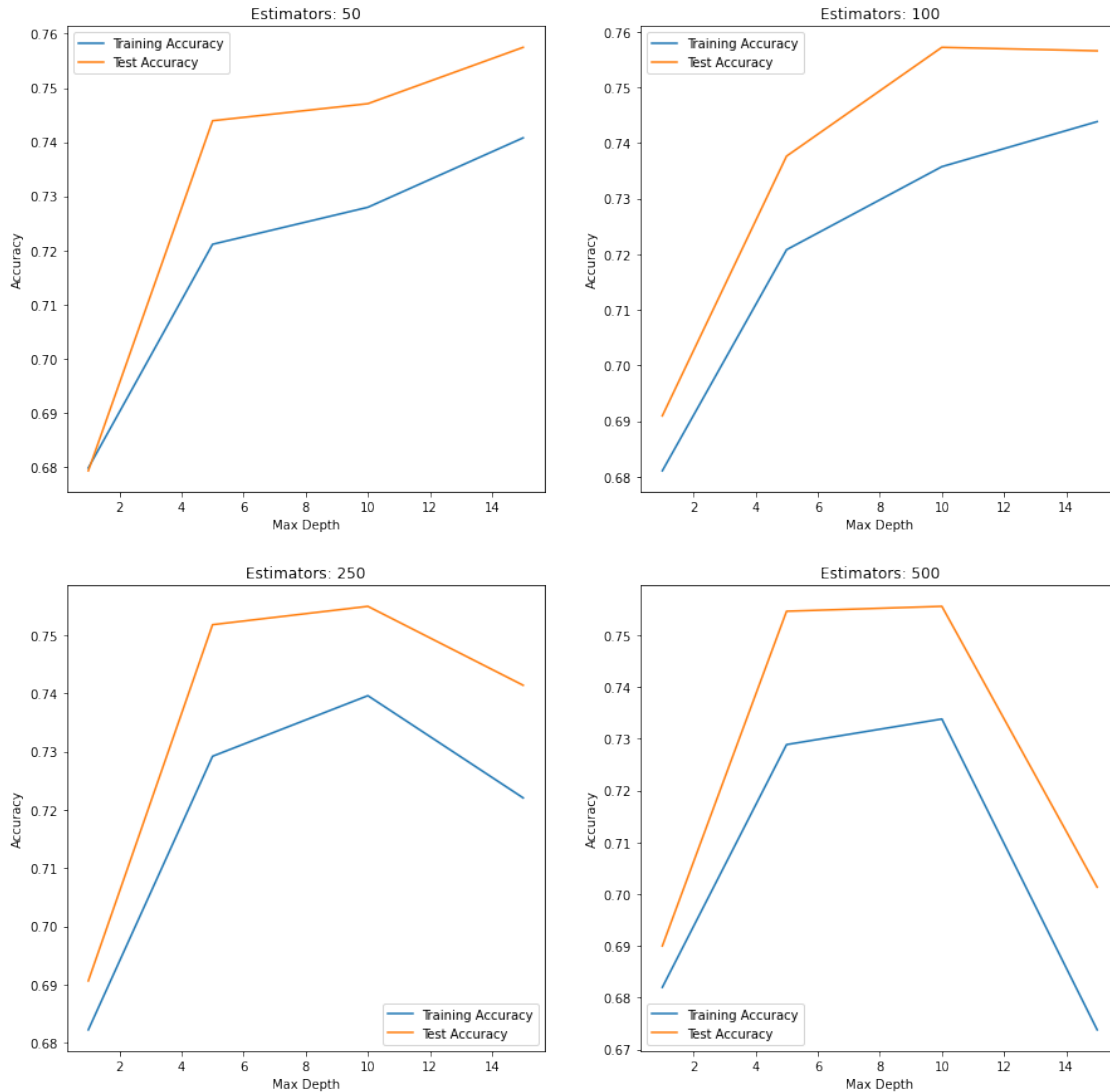 Estimators: 50
0.76
0.75
0.74
0.73
0.72
0.71
0.70
0.69
0.68
Accuracy
Training Accuracy
Test Accuracy
2 4 6 8 10 12 14
Max Depth
Estimators: 100
0.76
0.75
0.74
0.73
0.72
0.71
0.70
0.69
0.68
Accuracy
Training Accuracy
Test Accuracy
2 4 6 8 10 12 14
Max Depth
Estimators: 250
0.75
0.74
0.73
0.72
0.71
0.70
0.69
0.68
Accuracy
Training Accuracy
Test Accuracy
2 4 6 8 10 12 14
Max Depth
Estimators: 500
0.75
0.74
0.73
0.72
0.71
0.70
0.69
0.68
0.67
Accuracy
Training Accuracy
Test Accuracy
2 4 6 8 10 12 14
Max Depth